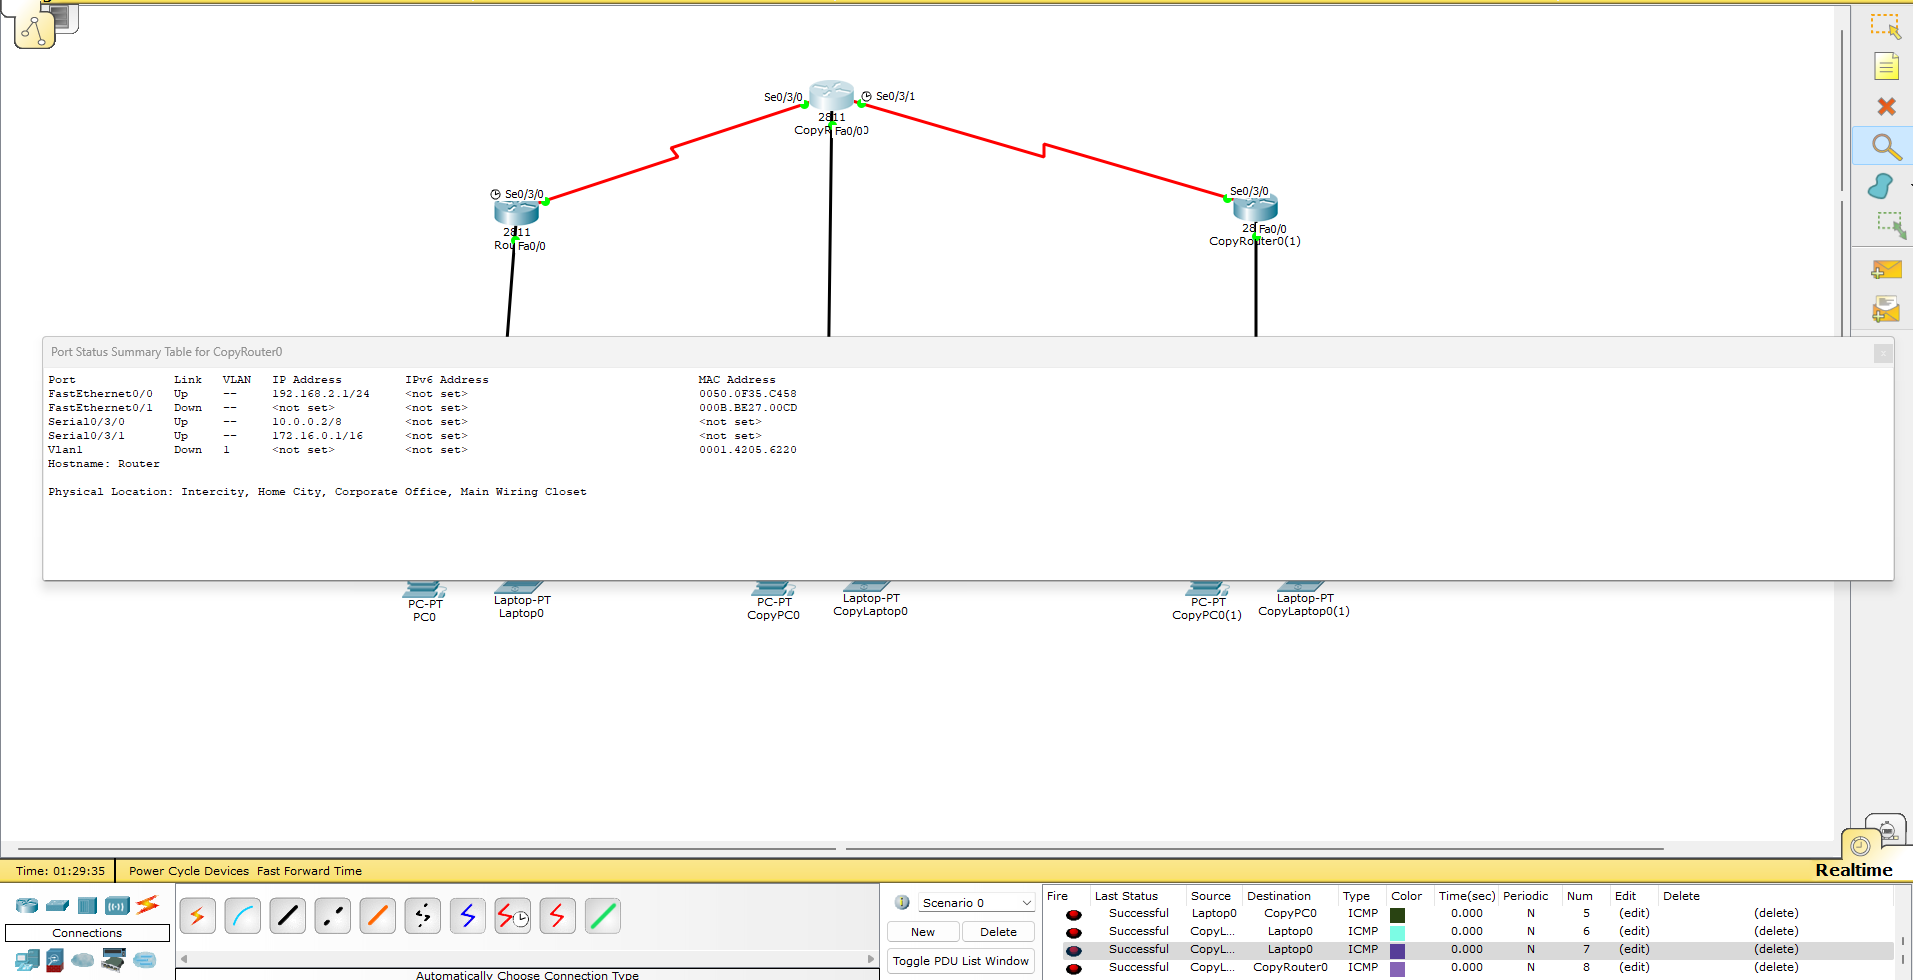 Se0/3/0
Se0/3/1
2811
CopyR Fa0/0
Se0/3/0
2811
Rou Fa0/0
Se0/3/0
28 Fa0/0
CopyRouter0(1)
Port Status Summary Table for CopyRouter0
Port Link VLAN IP Address IPv6 Address MAC Address
FastEthernet0/0 Up -- 192.168.2.1/24 <not set> 0050.0F35.C458
FastEthernet0/1 Down -- <not set> <not set> 000B.BE27.00CD
Serial0/3/0 Up -- 10.0.0.2/8 <not set> <not set>
Serial0/3/1 Up -- 172.16.0.1/16 <not set> <not set>
Vlan1 Down 1 <not set> <not set> 0001.4205.6220
Hostname: Router
Physical Location: Intercity, Home City, Corporate Office, Main Wiring Closet
PC-PT
PC0
Laptop-PT
Laptop0
PC-PT
CopyPC0
Laptop-PT
CopyLaptop0
PC-PT
CopyPC0(1)
Laptop-PT
CopyLaptop0(1)
Time: 01:29:35
Power Cycle Devices Fast Forward Time
Realtime
Connections
Automatically Choose Connection Type
Scenario 0
New Delete
Toggle PDU List Window
Fire Last Status Source Destination Type Color Time(sec) Periodic Num Edit Delete
Successful Laptop0 CopyPC0 ICMP 0.000 N 5 (edit) (delete)
Successful CopyL... Laptop0 ICMP 0.000 N 6 (edit) (delete)
Successful CopyL... Laptop0 ICMP 0.000 N 7 (edit) (delete)
Successful CopyL... CopyRouter0 ICMP 0.000 N 8 (edit) (delete)